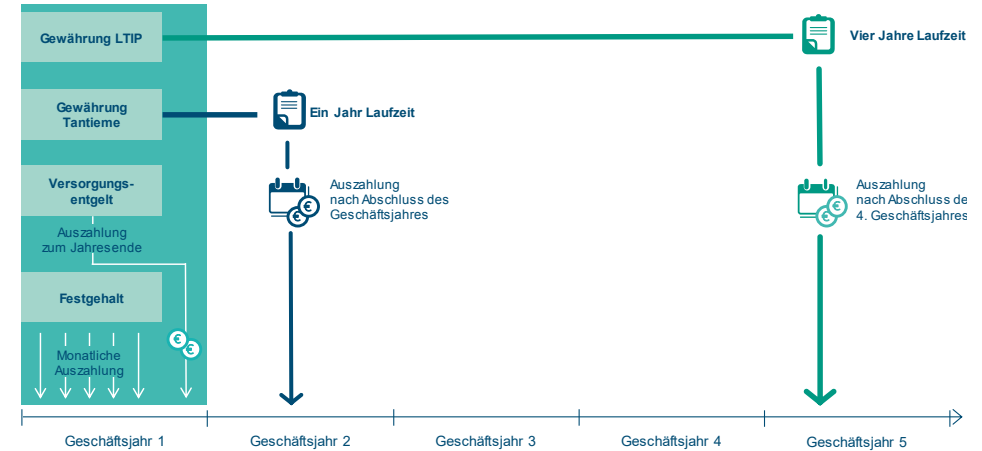 Gewährung LTIP
Vier Jahre Laufzeit
Gewährung
Tantieme
Ein Jahr Laufzeit
Versorgungs-
entgelt
Auszahlung
nach Abschluss des
Geschäftsjahres
Auszahlung
nach Abschluss de
4. Geschäftsjahres
Auszahlung
zum Jahresende
Festgehalt
€
€
€
€
€
€
Monatliche
Auszahlung
Geschäftsjahr 1
Geschäftsjahr 2
Geschäftsjahr 3
Geschäftsjahr 4
Geschäftsjahr 5